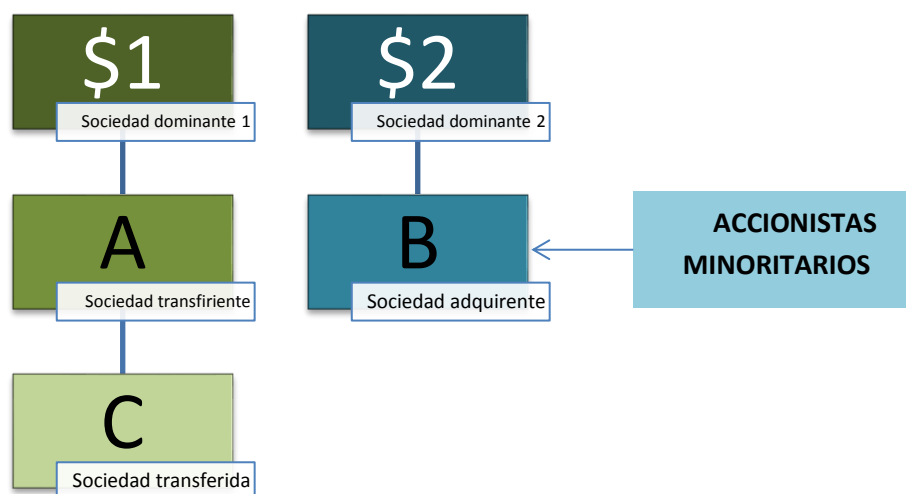 $1
Sociedad dominante 1
$2
Sociedad dominante 2
A
Sociedad transfiriente
B
Sociedad adquirente
ACCIONISTAS
MINORITARIOS
C
Sociedad transferida